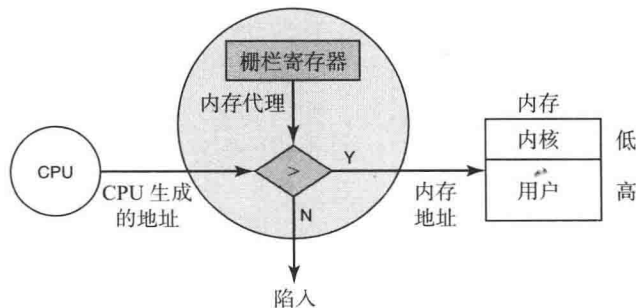 栅栏寄存器
内存代理
内存
内核
低
CPU
>
Y
CPU 生成
的地址
N
内存
地址
用户
高
陷入